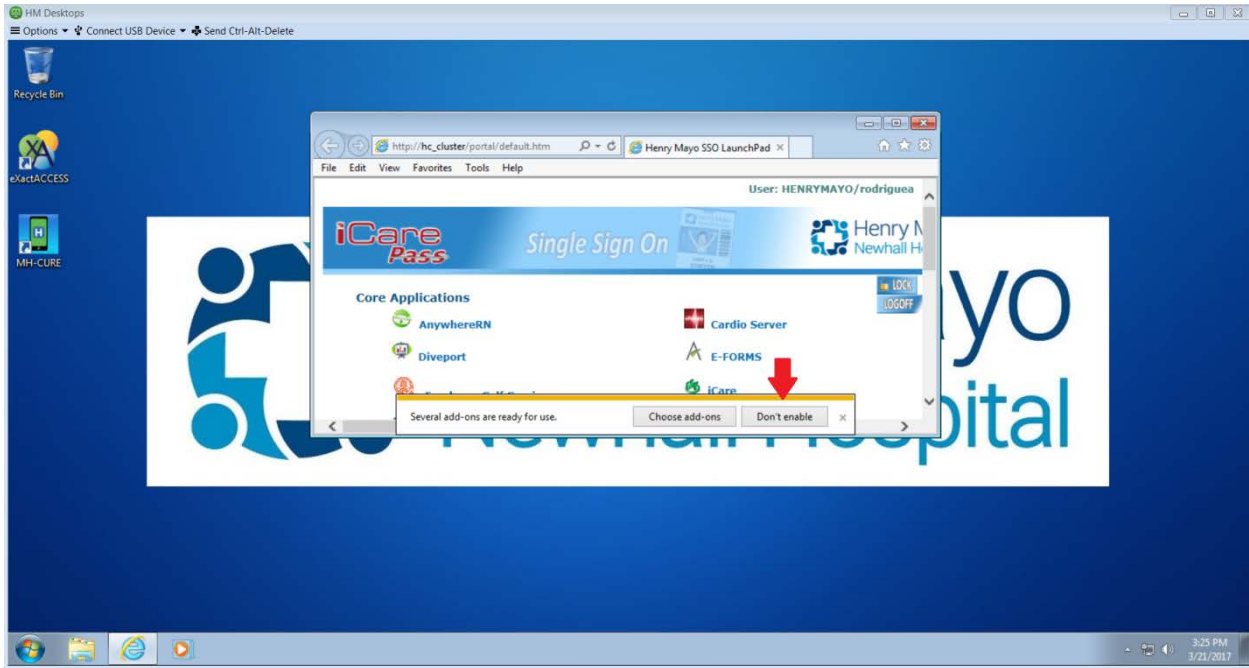 HM Desktops
Options Connect USB Device Send Ctrl-Alt-Delete
Recycle Bin
eXactACCESS
MH-CURE
http://hc_cluster/portal/default.htm
Henry Mayo SSO LaunchPad
File Edit View Favorites Tools Help
User: HENRYMAYO/rodriguea
iCare
Pass
Single Sign On
Henry M
Newhall H
LOCK
LOGOFF
Core Applications
AnywhereRN
Cardio Server
Diveport
E-FORMS
iCare
Several add-ons are ready for use.
Choose add-ons
Don't enable
yo
Newhall Hospital
3:25 PM
3/21/2017